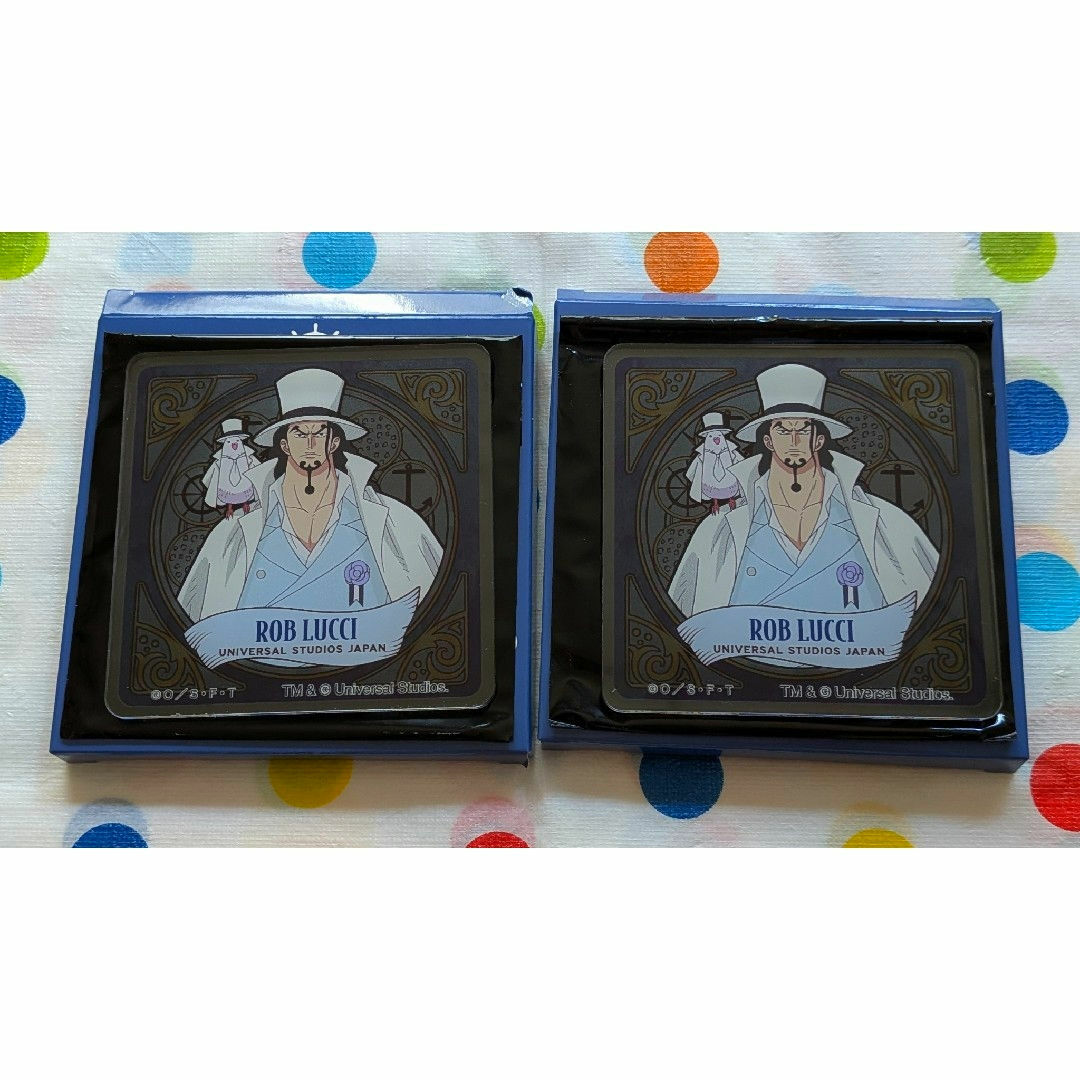 ROB LUCCI
UNIVERSAL STUDIOS JAPAN
©O/S・F・T TM & © Universal Studios.
ROB LUCCI
UNIVERSAL STUDIOS JAPAN
©O/S・F・T TM & © Universal Studios.